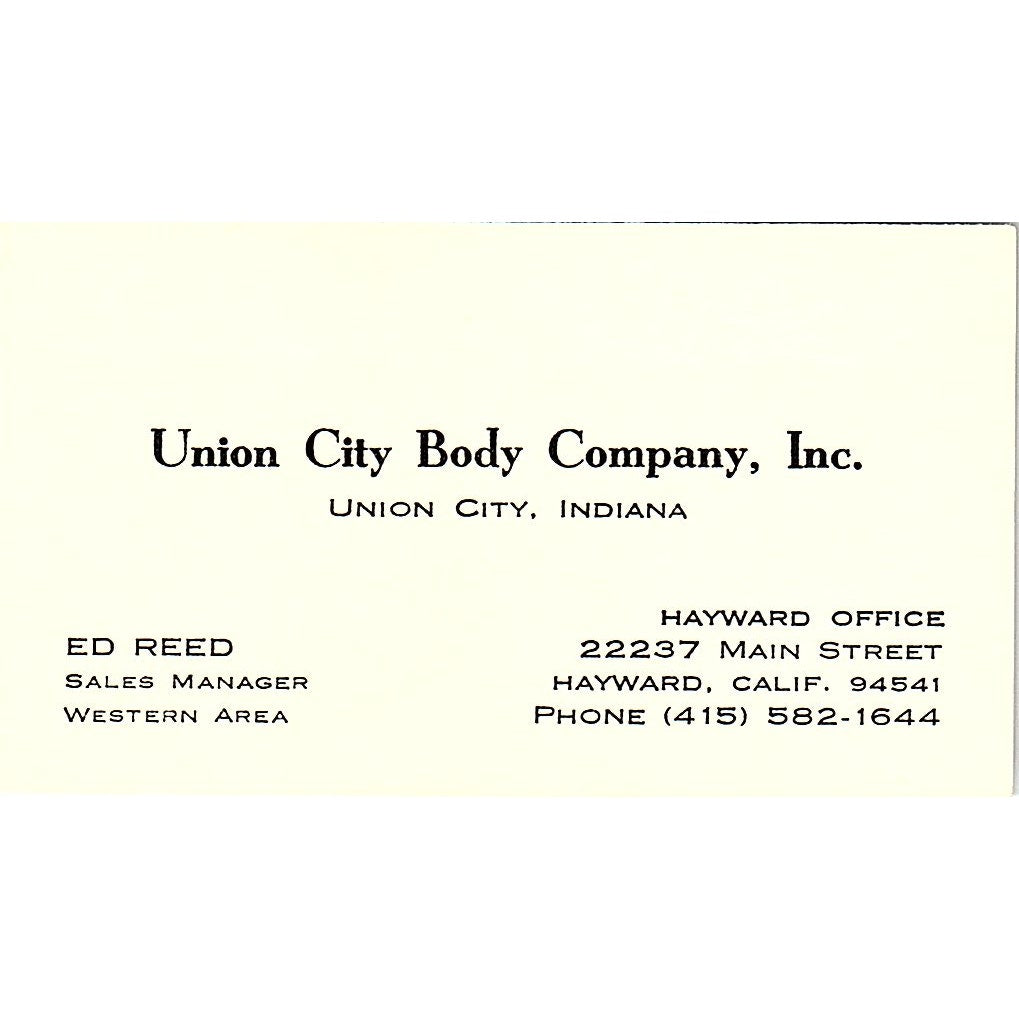 Union City Body Company, Inc.
Union City, Indiana
ED REED
Sales Manager
Western Area
HAYWARD OFFICE
22237 Main Street
HAYWARD, CALIF. 94541
Phone (415) 582-1644